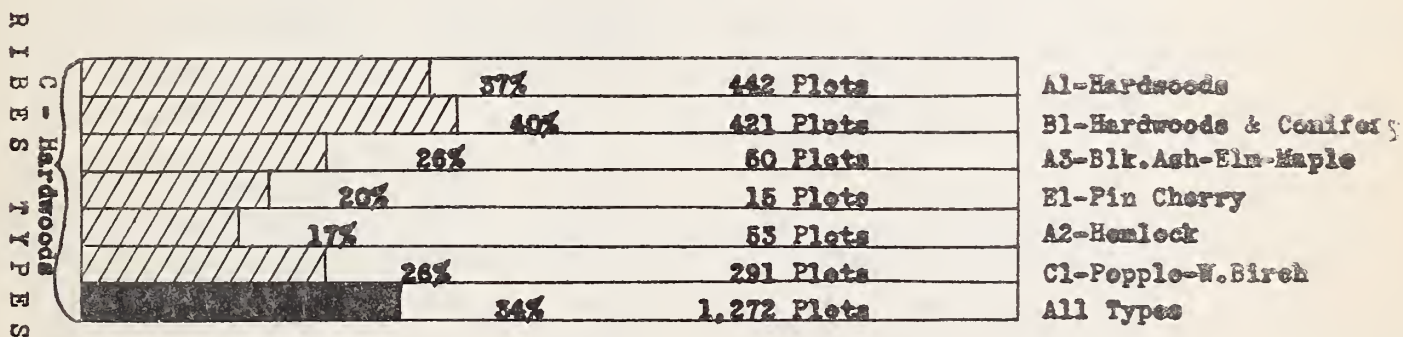 RIBES TYPES
C - Hardwoods
37% 442 Plots A1-Hardwoods
40% 421 Plots B1-Hardwoods & Conifers
26% 50 Plots A3-Blk.Ash-Elm-Maple
20% 15 Plots E1-Pin Cherry
17% 53 Plots A2-Hemlock
26% 291 Plots C1-Popple-W.Birch
34% 1,272 Plots All Types